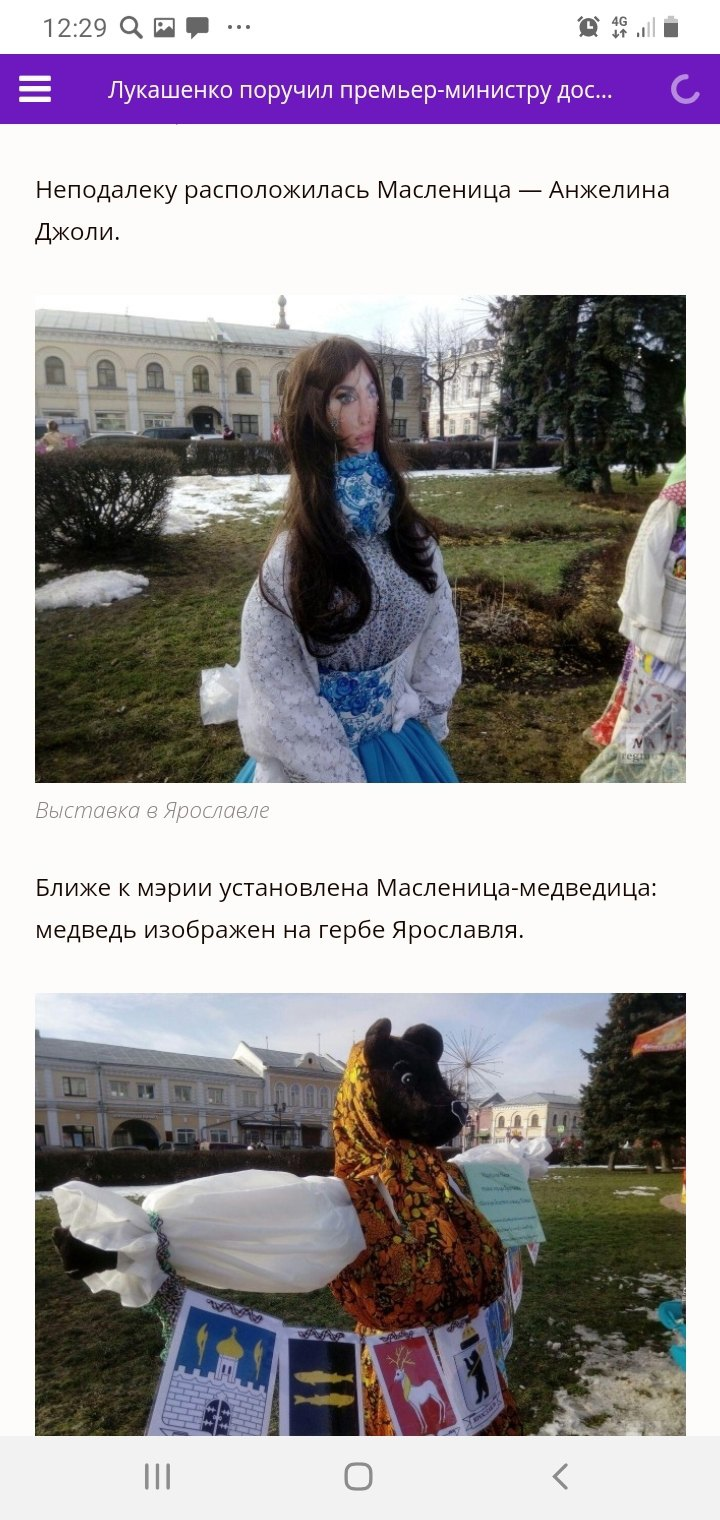 12:29
4G
Лукашенко поручил премьер-министру дос...
Неподалеку расположилась Масленица — Анжелина
Джоли.
Выставка в Ярославле
Ближе к мэрии установлена Масленица-медведица:
медведь изображен на гербе Ярославля.